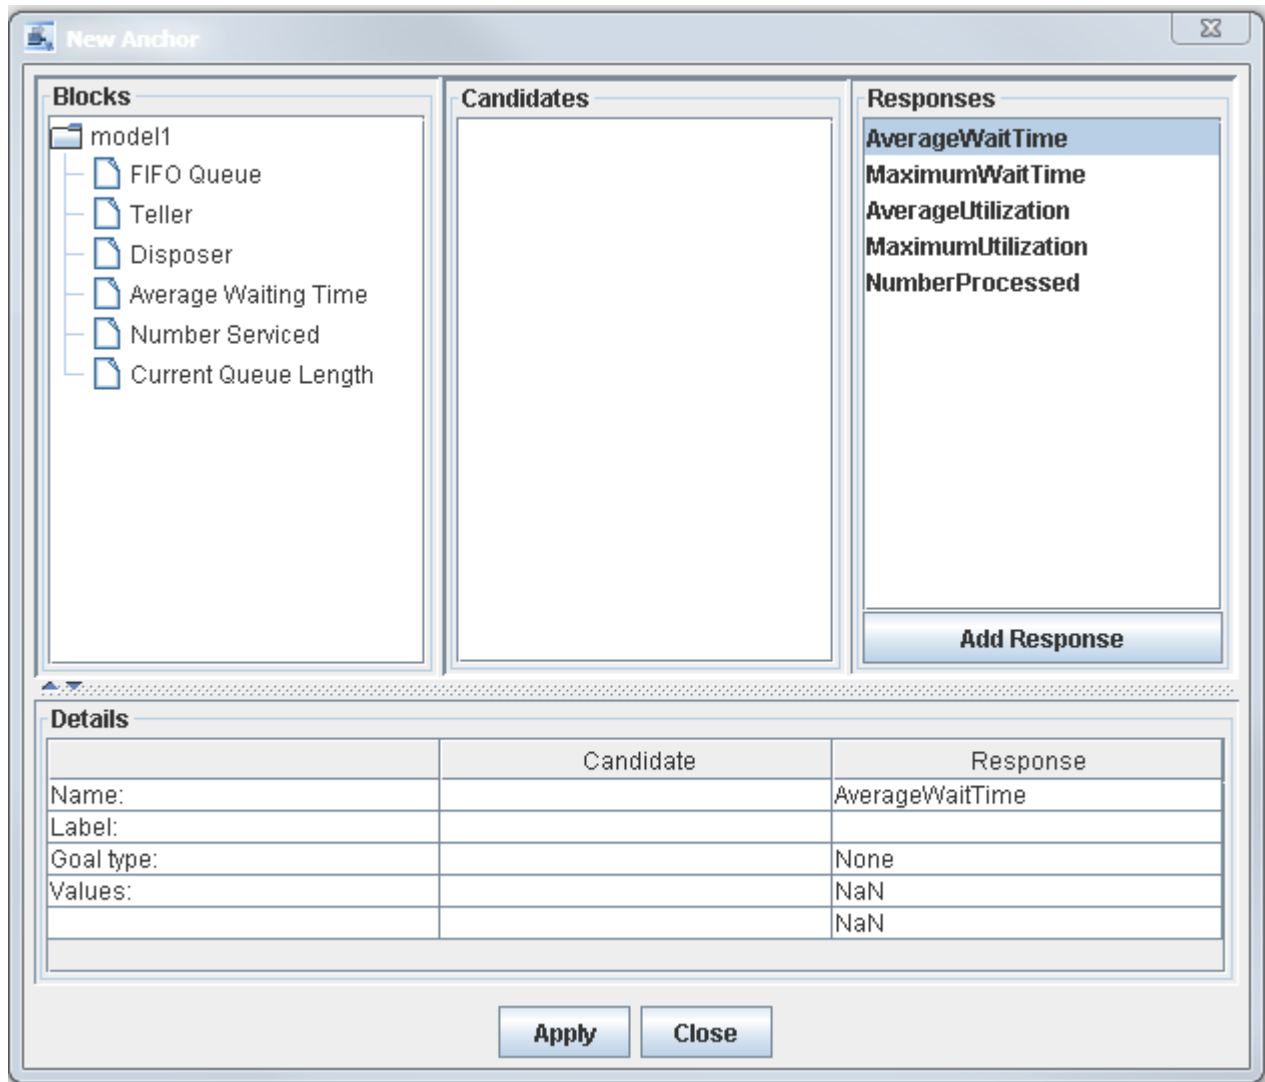 New Anchor
Blocks
model1
FIFO Queue
Teller
Disposer
Average Waiting Time
Number Serviced
Current Queue Length
Candidates
Responses
AverageWaitTime
MaximumWaitTime
AverageUtilization
MaximumUtilization
NumberProcessed
Add Response
Details
Candidate Response
Name: AverageWaitTime
Label:
Goal type: None
Values: NaN
NaN
Apply Close